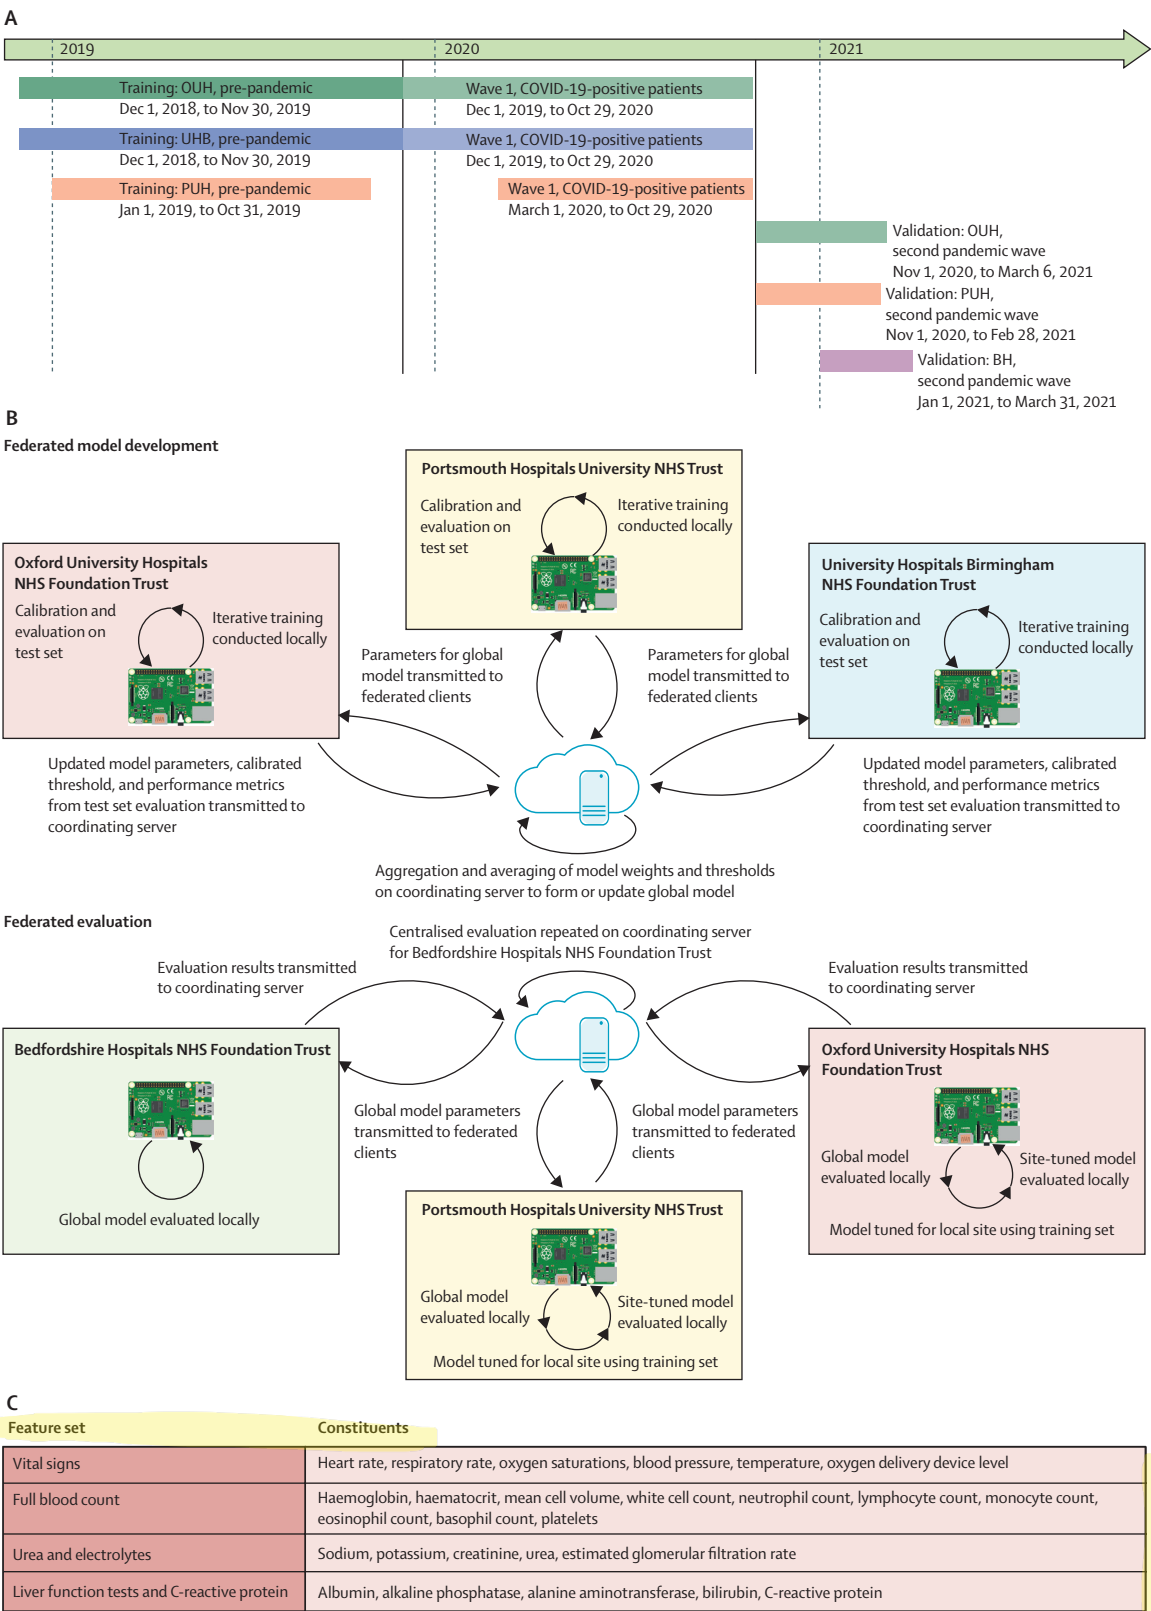 A
2019
2020
2021
Training: OUH, pre-pandemic
Dec 1, 2018, to Nov 30, 2019
Wave 1, COVID-19-positive patients
Dec 1, 2019, to Oct 29, 2020
Training: UHB, pre-pandemic
Dec 1, 2018, to Nov 30, 2019
Wave 1, COVID-19-positive patients
Dec 1, 2019, to Oct 29, 2020
Training: PUH, pre-pandemic
Jan 1, 2019, to Oct 31, 2019
Wave 1, COVID-19-positive patients
March 1, 2020, to Oct 29, 2020
Validation: OUH,
second pandemic wave
Nov 1, 2020, to March 6, 2021
Validation: PUH,
second pandemic wave
Nov 1, 2020, to Feb 28, 2021
Validation: BH,
second pandemic wave
Jan 1, 2021, to March 31, 2021
B
Federated model development
Portsmouth Hospitals University NHS Trust
Calibration and
evaluation on
test set
Iterative training
conducted locally
Oxford University Hospitals
NHS Foundation Trust
Calibration and
evaluation on
test set
Iterative training
conducted locally
University Hospitals Birmingham
NHS Foundation Trust
Calibration and
evaluation on
test set
Iterative training
conducted locally
Parameters for global
model transmitted to
federated clients
Parameters for global
model transmitted to
federated clients
Updated model parameters, calibrated
threshold, and performance metrics
from test set evaluation transmitted to
coordinating server
Updated model parameters, calibrated
threshold, and performance metrics
from test set evaluation transmitted to
coordinating server
Aggregation and averaging of model weights and thresholds
on coordinating server to form or update global model
Federated evaluation
Centralised evaluation repeated on coordinating server
for Bedfordshire Hospitals NHS Foundation Trust
Evaluation results transmitted
to coordinating server
Evaluation results transmitted
to coordinating server
Bedfordshire Hospitals NHS Foundation Trust
Global model evaluated locally
Oxford University Hospitals NHS
Foundation Trust
Global model
evaluated locally
Site-tuned model
evaluated locally
Model tuned for local site using training set
Global model parameters
transmitted to federated
clients
Global model parameters
transmitted to federated
clients
Portsmouth Hospitals University NHS Trust
Global model
evaluated locally
Site-tuned model
evaluated locally
Model tuned for local site using training set
C
Feature set
Constituents
Vital signs
Heart rate, respiratory rate, oxygen saturations, blood pressure, temperature, oxygen delivery device level
Full blood count
Haemoglobin, haematocrit, mean cell volume, white cell count, neutrophil count, lymphocyte count, monocyte count,
eosinophil count, basophil count, platelets
Urea and electrolytes
Sodium, potassium, creatinine, urea, estimated glomerular filtration rate
Liver function tests and C-reactive protein
Albumin, alkaline phosphatase, alanine aminotransferase, bilirubin, C-reactive protein